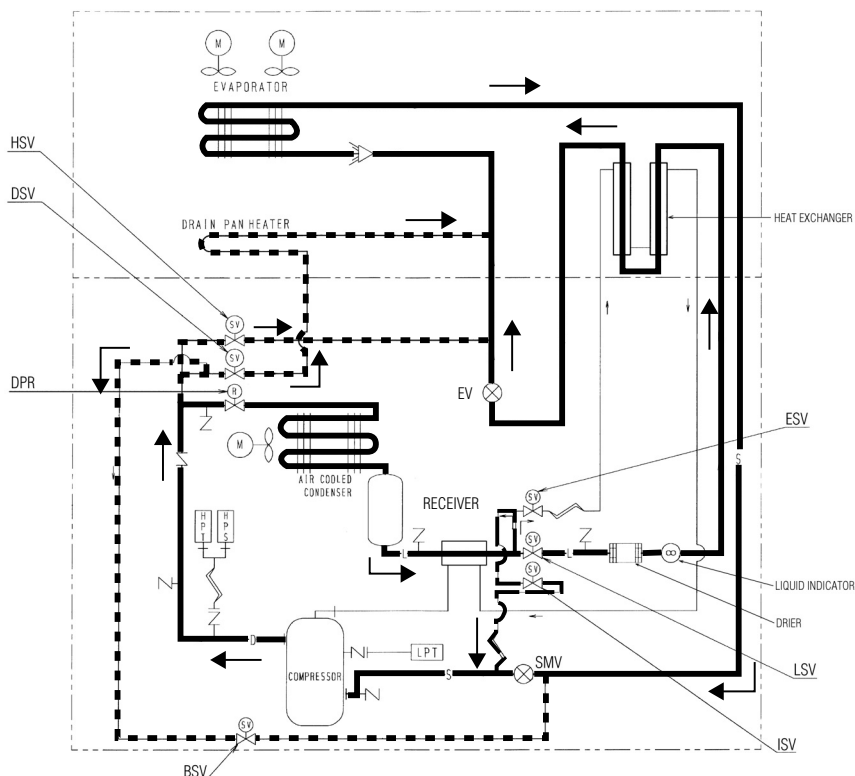 M
M
EVAPORATOR
HSV
DSV
HEAT EXCHANGER
DRAIN PAN HEATER
SV
SV
DPR
R
EV
ESV
M
AIR COOLED
CONDENSER
S
RECEIVER
SV
HPT
HPS
SV
L
L
SV
LIQUID INDICATOR
DRIER
D
LPT
COMPRESSOR
S
SMV
LSV
SV
ISV
BSV